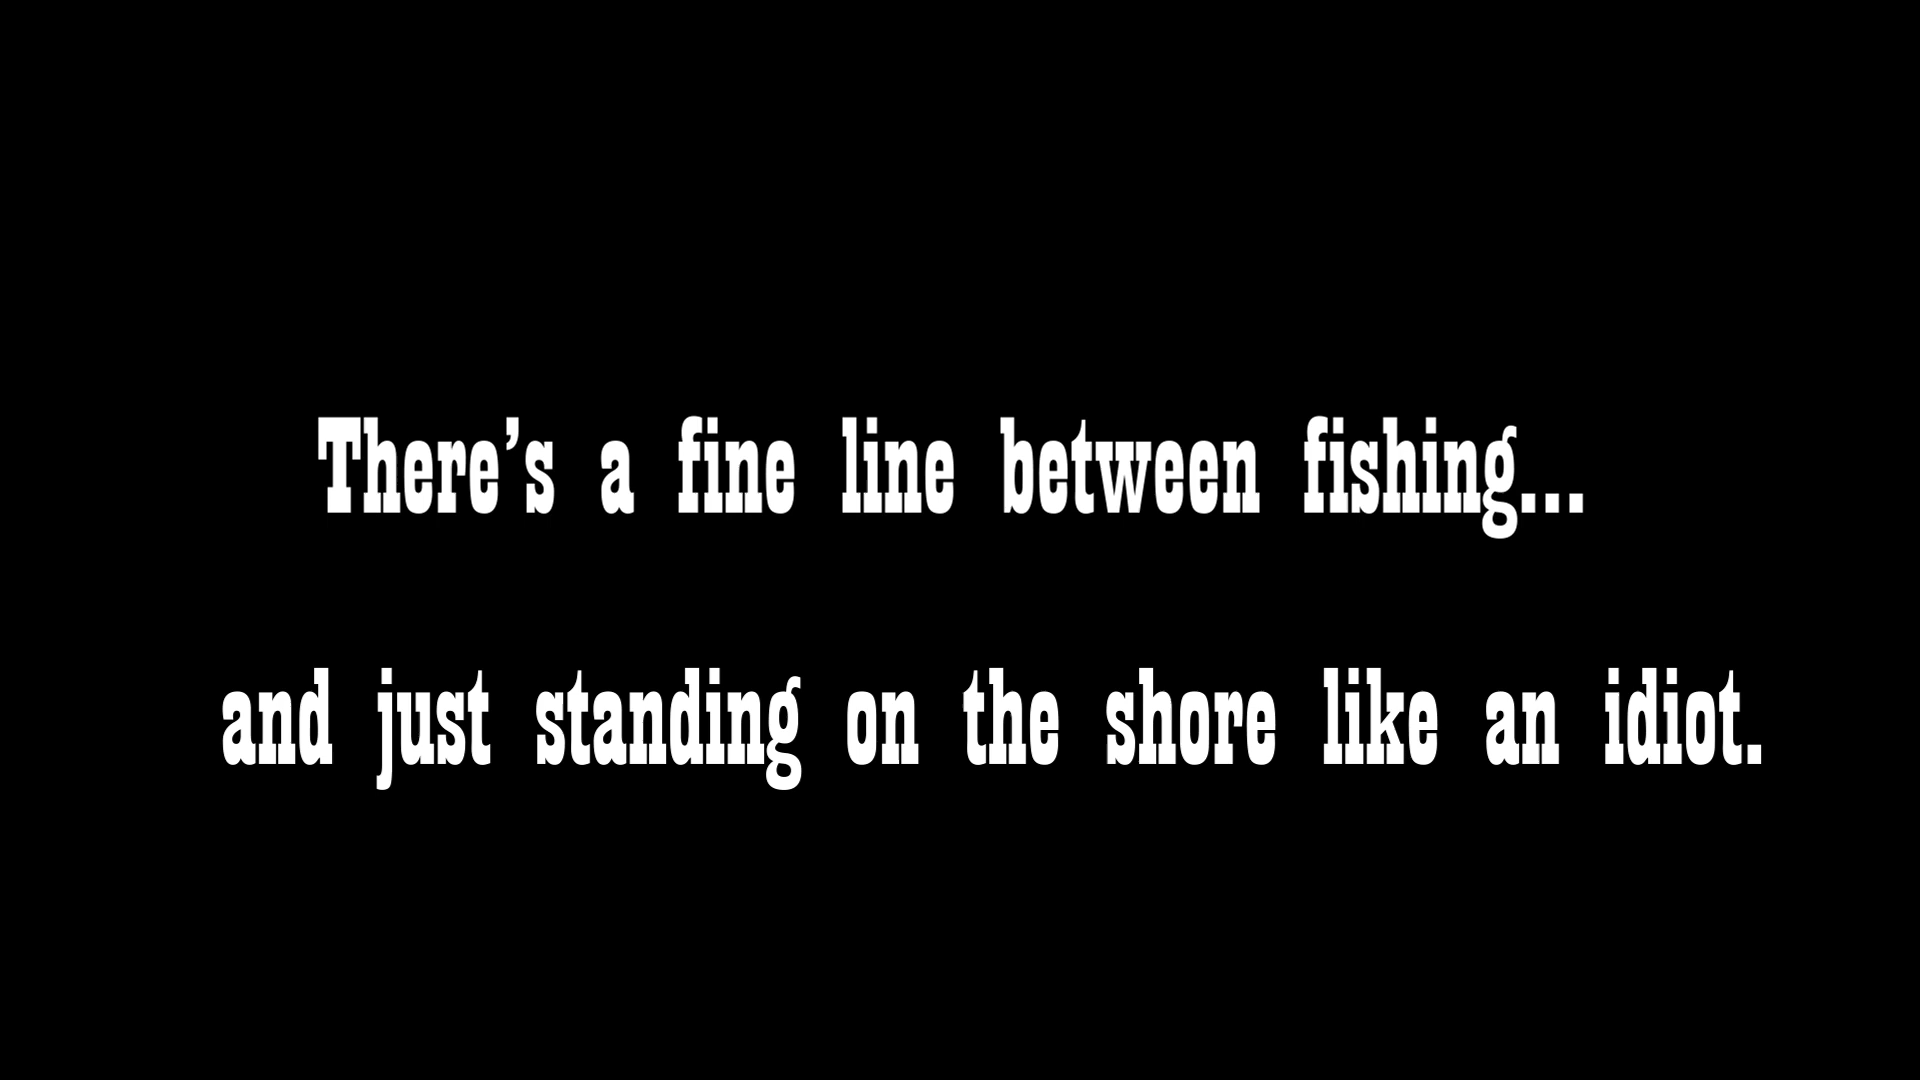 There’s a fine line between fishing...
and just standing on the shore like an idiot.